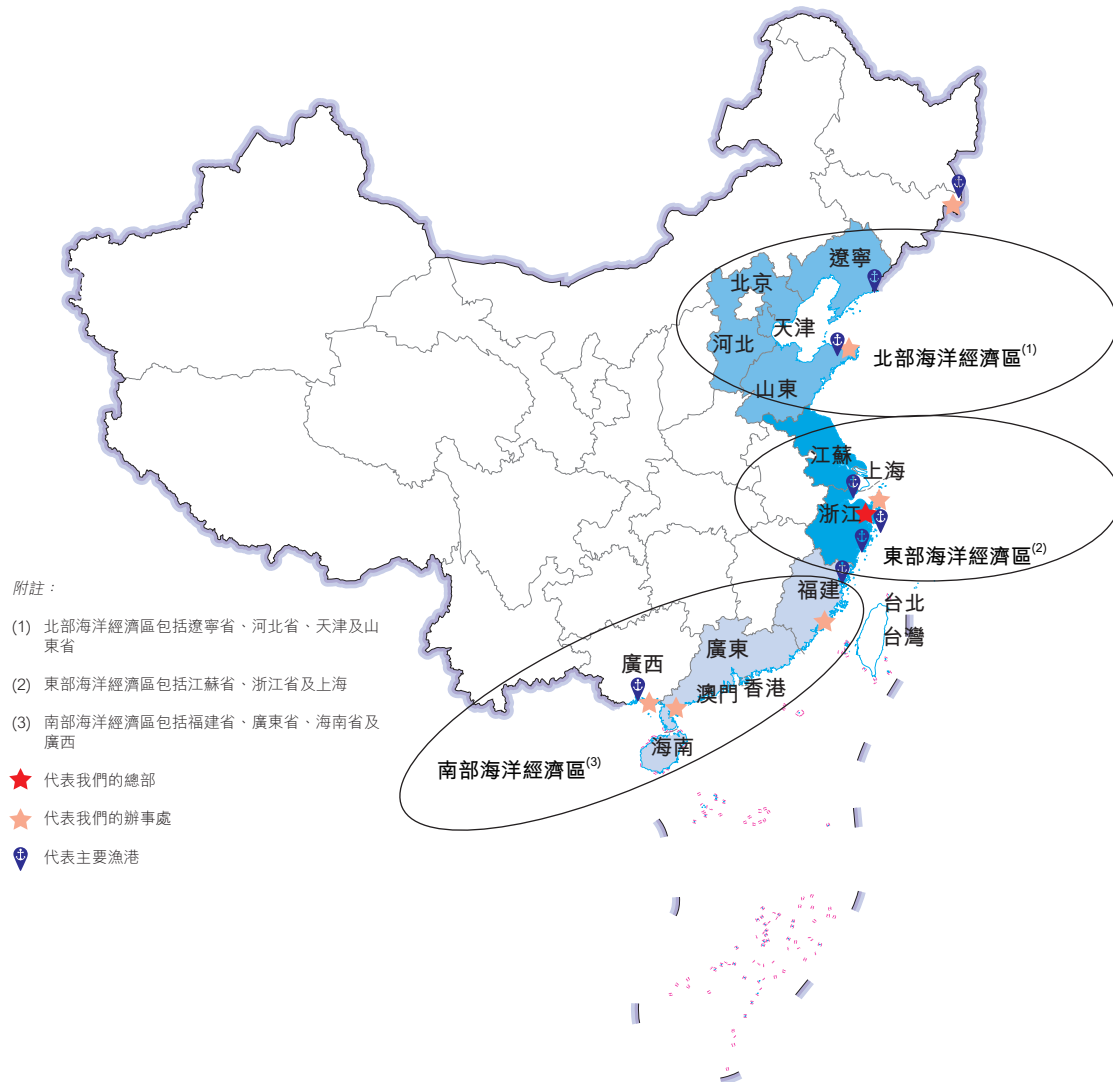 遼寧
北京
天津
河北
北部海洋經濟區(1)
山東
江蘇
上海
浙江
東部海洋經濟區(2)
福建
台北
台灣
廣東
廣西
澳門
香港
海南
南部海洋經濟區(3)
附註：
(1) 北部海洋經濟區包括遼寧省、河北省、天津及山
東省
(2) 東部海洋經濟區包括江蘇省、浙江省及上海
(3) 南部海洋經濟區包括福建省、廣東省、海南省及
廣西
代表我們的總部
代表我們的辦事處
代表主要漁港